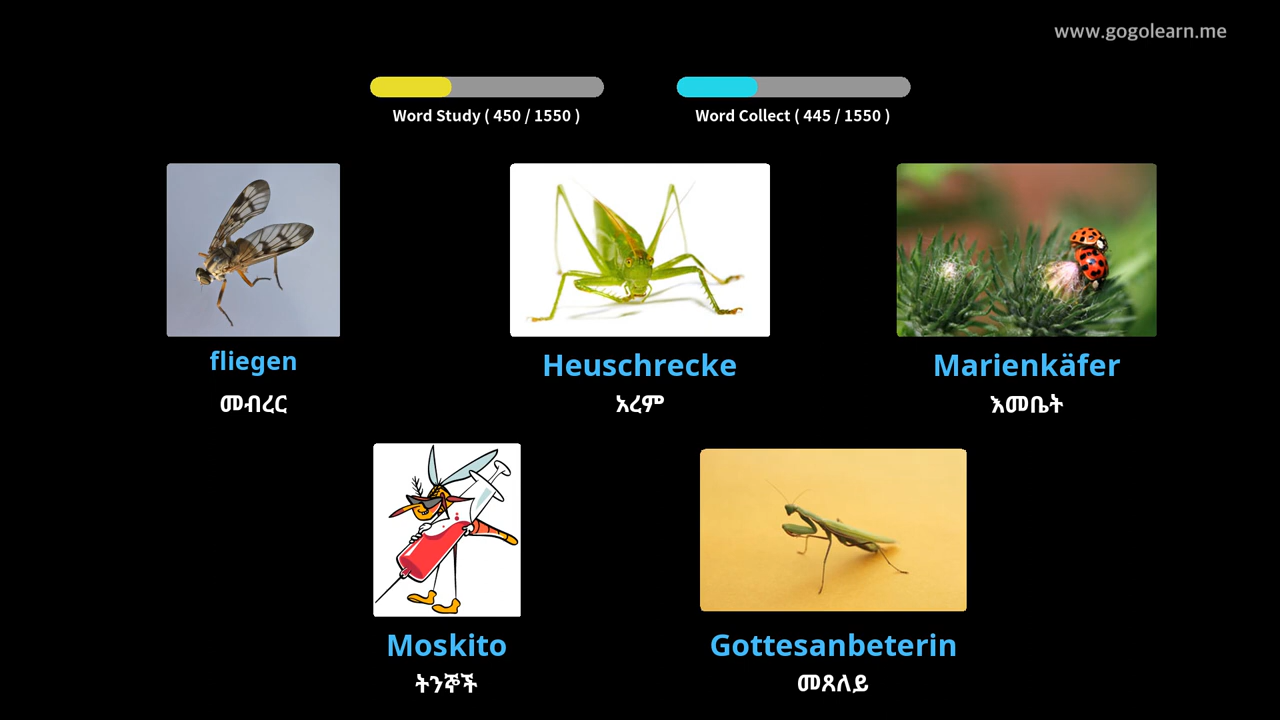 www.gogolearn.me
Word Study ( 450 / 1550 )
Word Collect ( 445 / 1550 )
fliegen
መብረር
Heuschrecke
አረም
Marienkäfer
እመቤት
Moskito
ትንኞች
Gottesanbeterin
መጸለይ